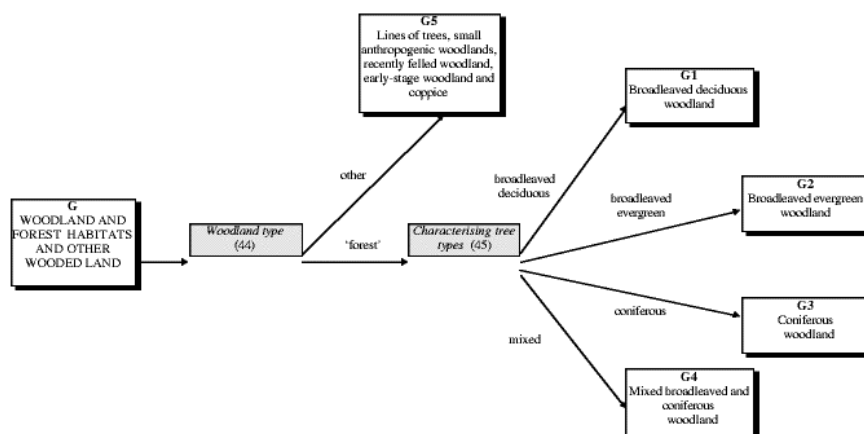 G5
Lines of trees, small
anthropogenic woodlands,
recently felled woodland,
early-stage woodland and
coppice
G1
Broadleaved deciduous
woodland
other
broadleaved
deciduous
G
WOODLAND AND
FOREST HABITATS
AND OTHER
WOODED LAND
Woodland type
(44)
'forest'
Characterising tree
types (45)
broadleaved
evergreen
G2
Broadleaved evergreen
woodland
coniferous
G3
Coniferous
woodland
mixed
G4
Mixed broadleaved and
coniferous
woodland